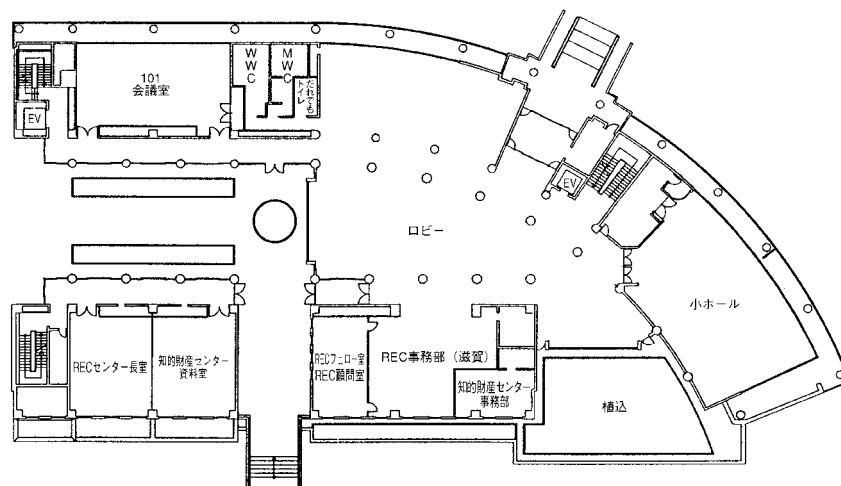 101
会議室
WWC
MWC
だれでも
トイレ
EV
EV
ロビー
小ホール
RECセンター長室
知的財産センター
資料室
RECフェロー室
REC顧問室
REC事務部(滋賀)
知的財産センター
事務部
植込